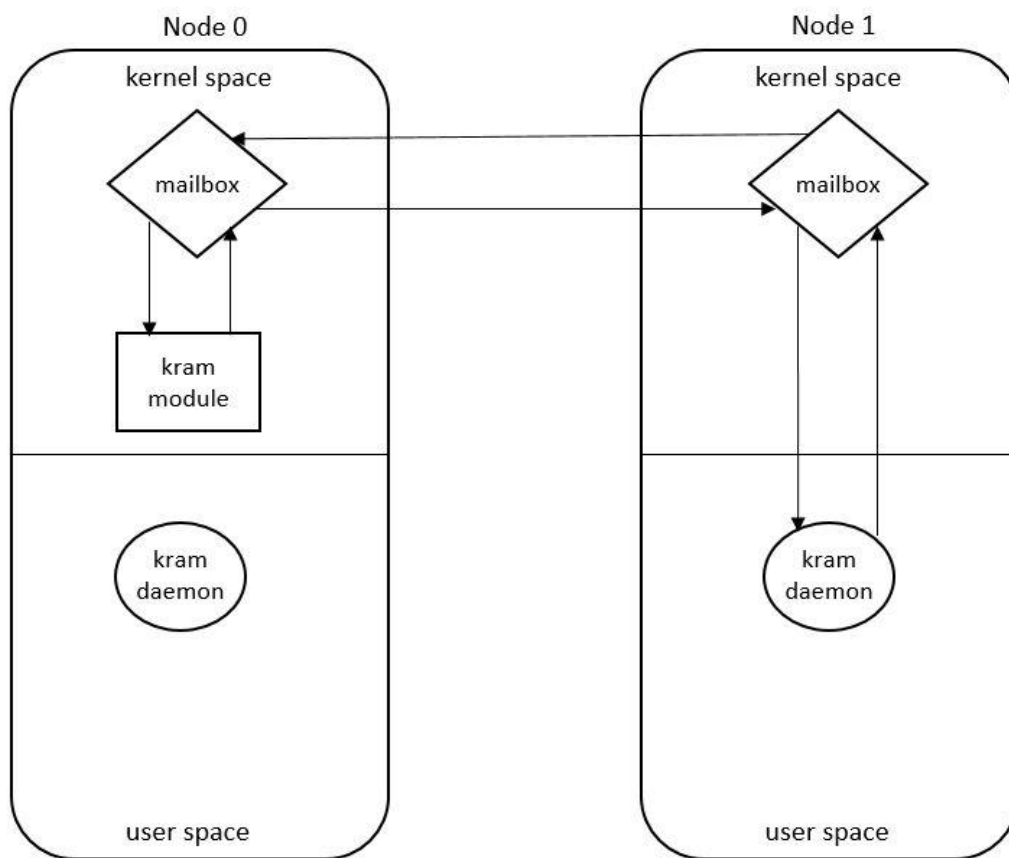 Node 0
Node 1
kernel space
kernel space
mailbox
mailbox
kram
module
kram
daemon
kram
daemon
user space
user space